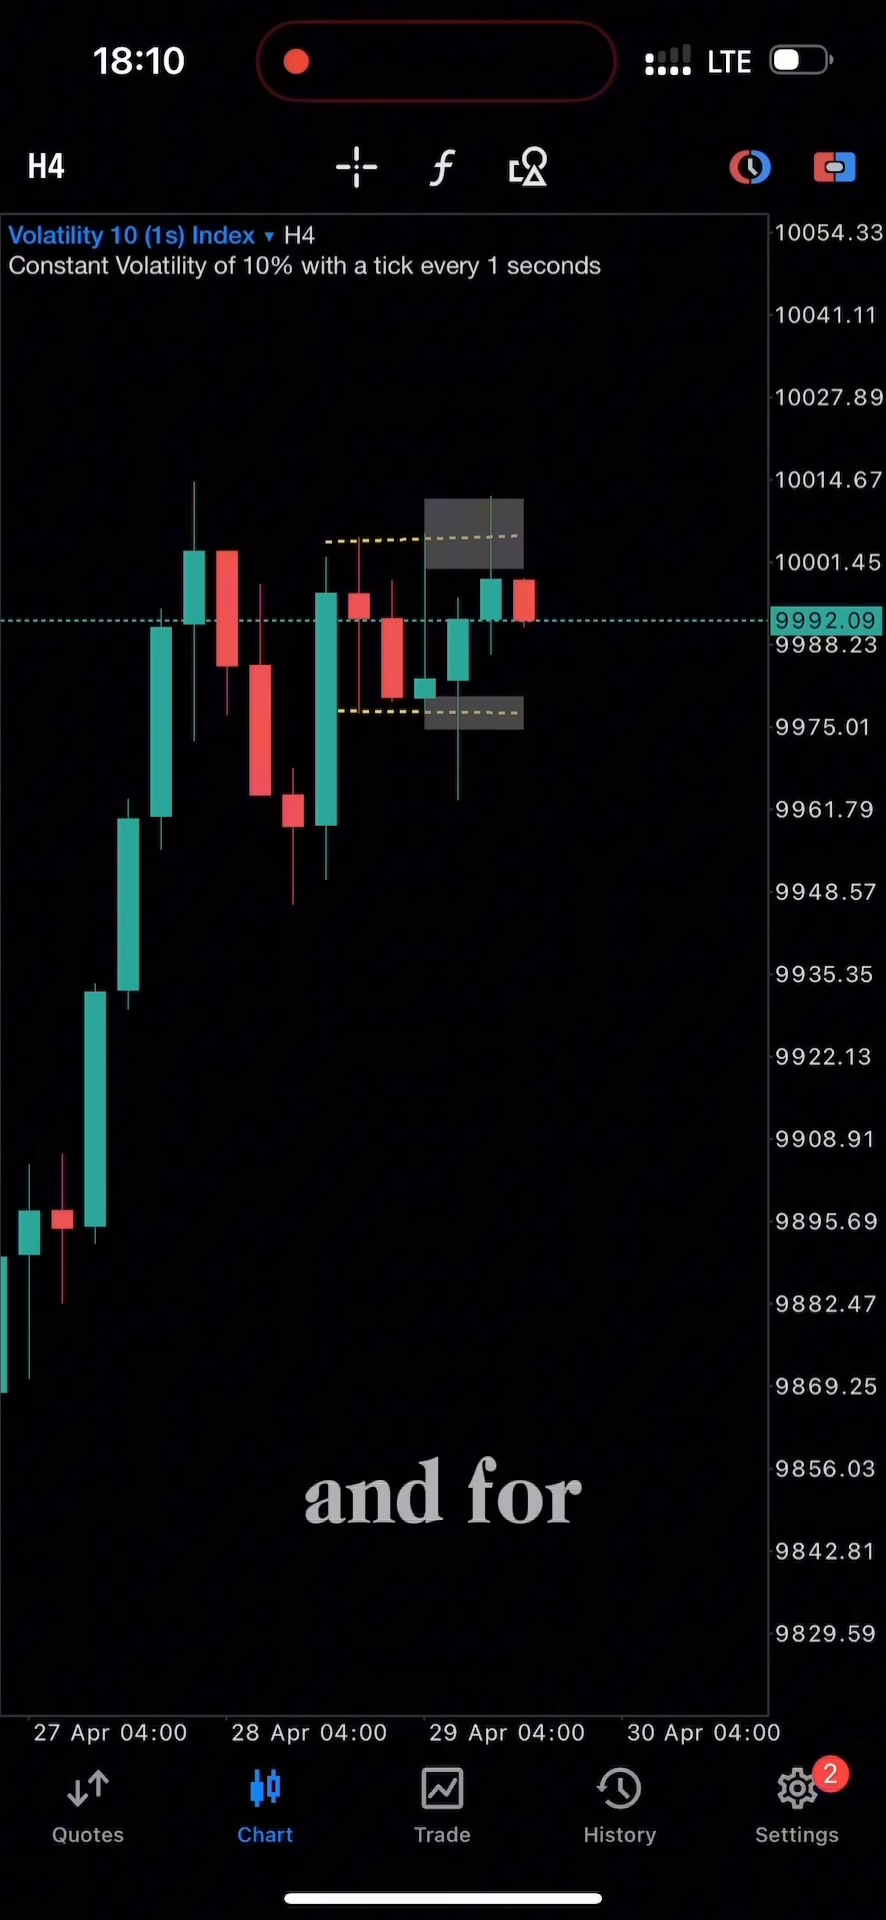 18:10
LTE
H4
f
Volatility 10 (1s) Index ▾ H4
Constant Volatility of 10% with a tick every 1 seconds
10054.33
10041.11
10027.89
10014.67
10001.45
9992.09
9988.23
9975.01
9961.79
9948.57
9935.35
9922.13
9908.91
9895.69
9882.47
9869.25
9856.03
9842.81
9829.59
and for
27 Apr 04:00 28 Apr 04:00 29 Apr 04:00 30 Apr 04:00
2
Quotes Chart Trade History Settings